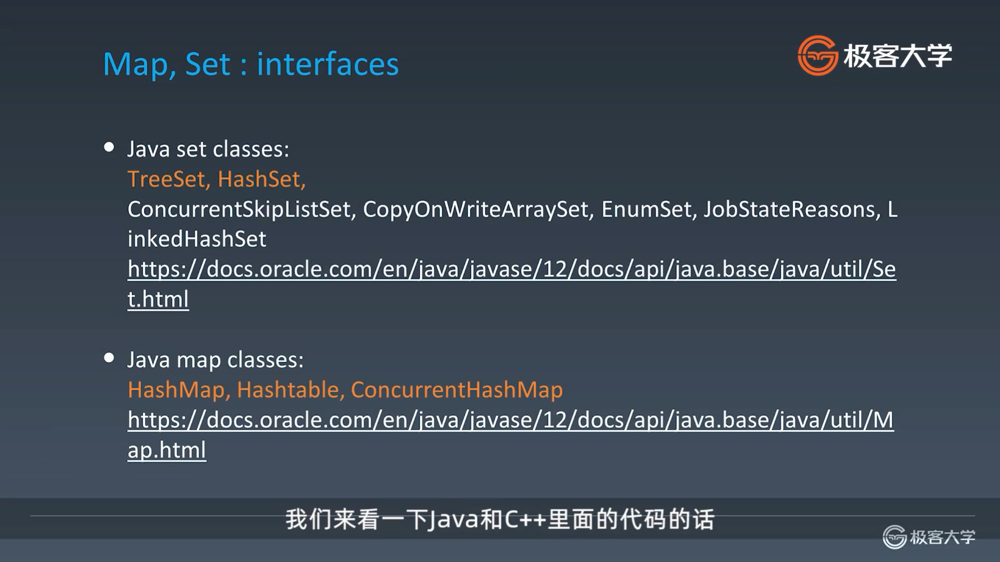 Map, Set : interfaces
极客大学
Java set classes:
TreeSet, HashSet,
ConcurrentSkipListSet, CopyOnWriteArraySet, EnumSet, JobStateReasons, L
inkedHashSet
https://docs.oracle.com/en/java/javase/12/docs/api/java.base/java/util/Se
t.html
Java map classes:
HashMap, Hashtable, ConcurrentHashMap
https://docs.oracle.com/en/java/javase/12/docs/api/java.base/java/util/M
ap.html
我们来看一下Java和C++里面的代码的话
极客大学